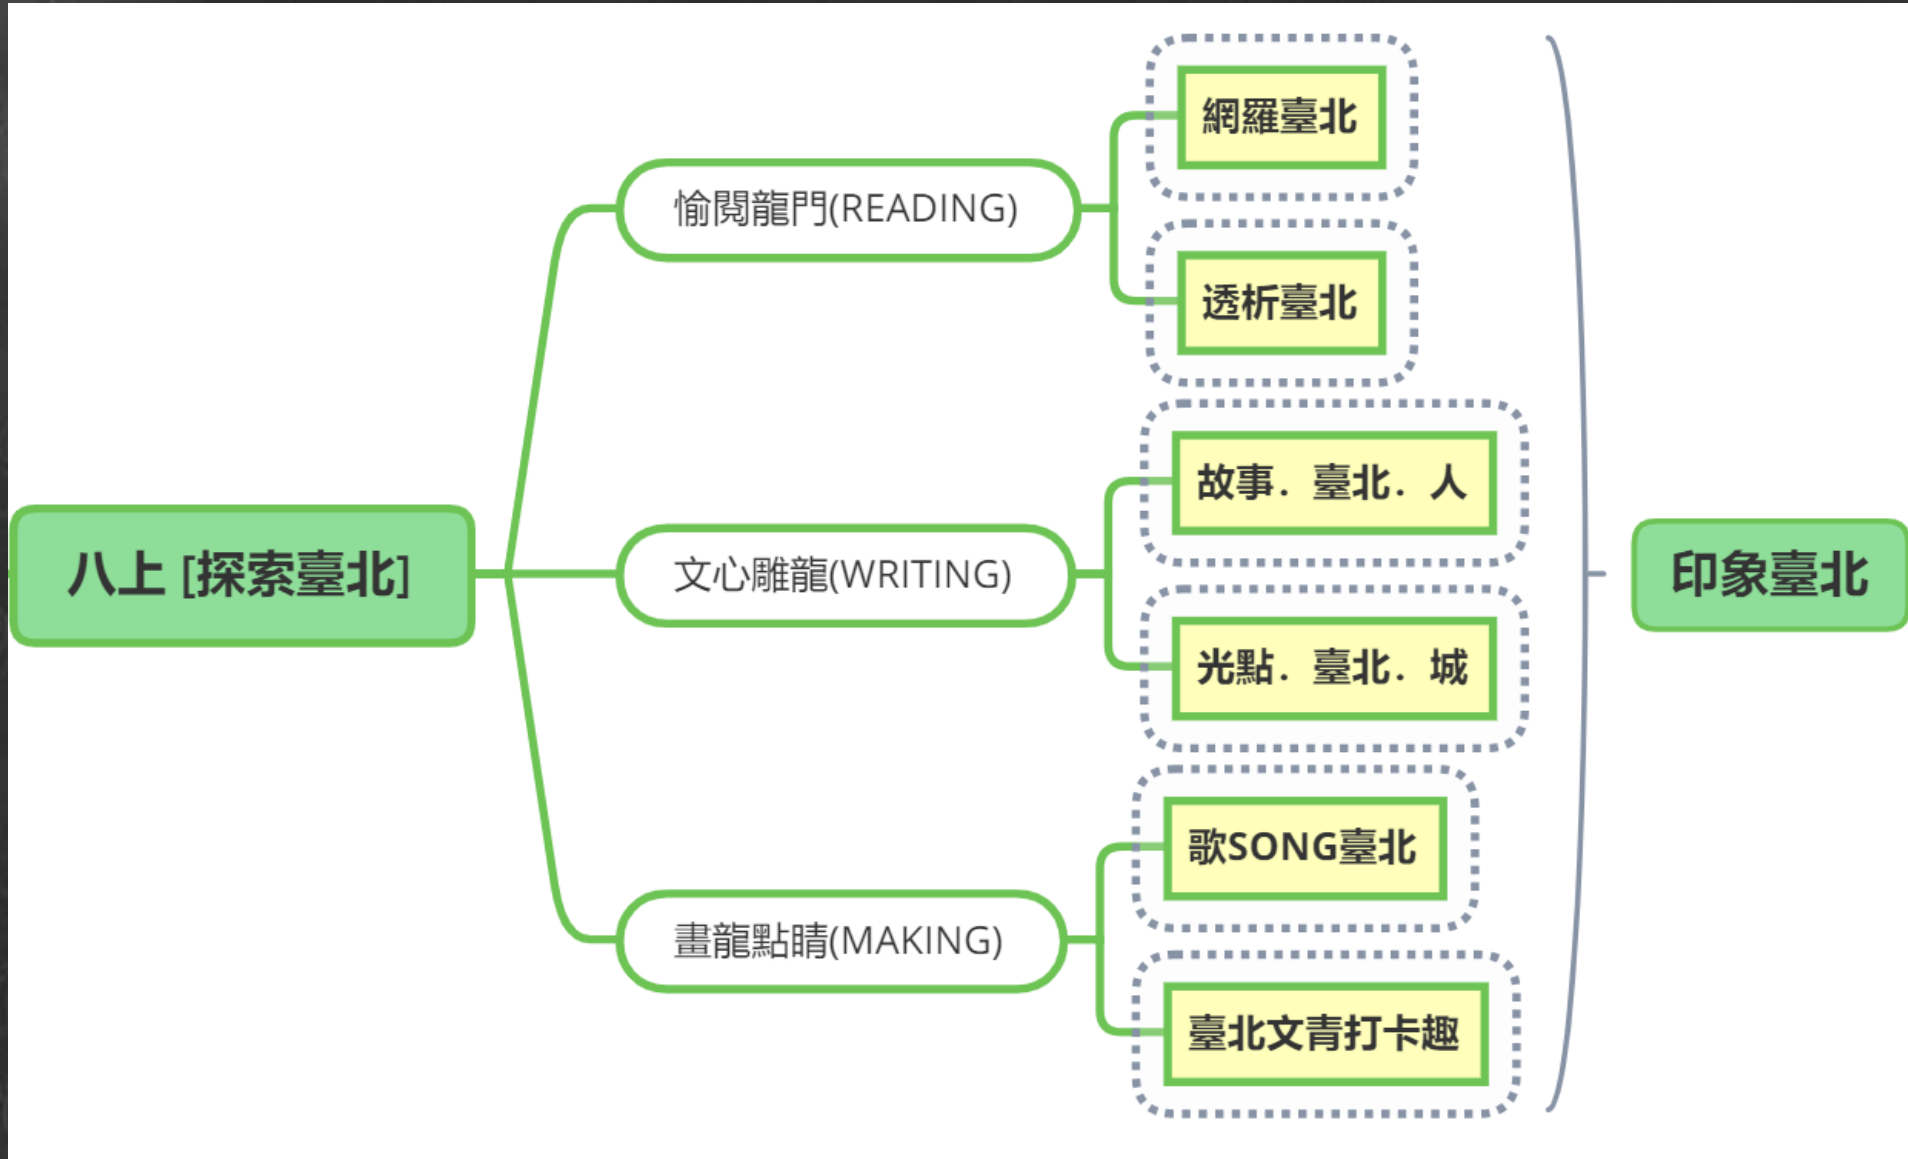 八上 [探索臺北]
愉閱龍門(READING)
網羅臺北
透析臺北
文心雕龍(WRITING)
故事．臺北．人
光點．臺北．城
畫龍點睛(MAKING)
歌SONG臺北
臺北文青打卡趣
印象臺北